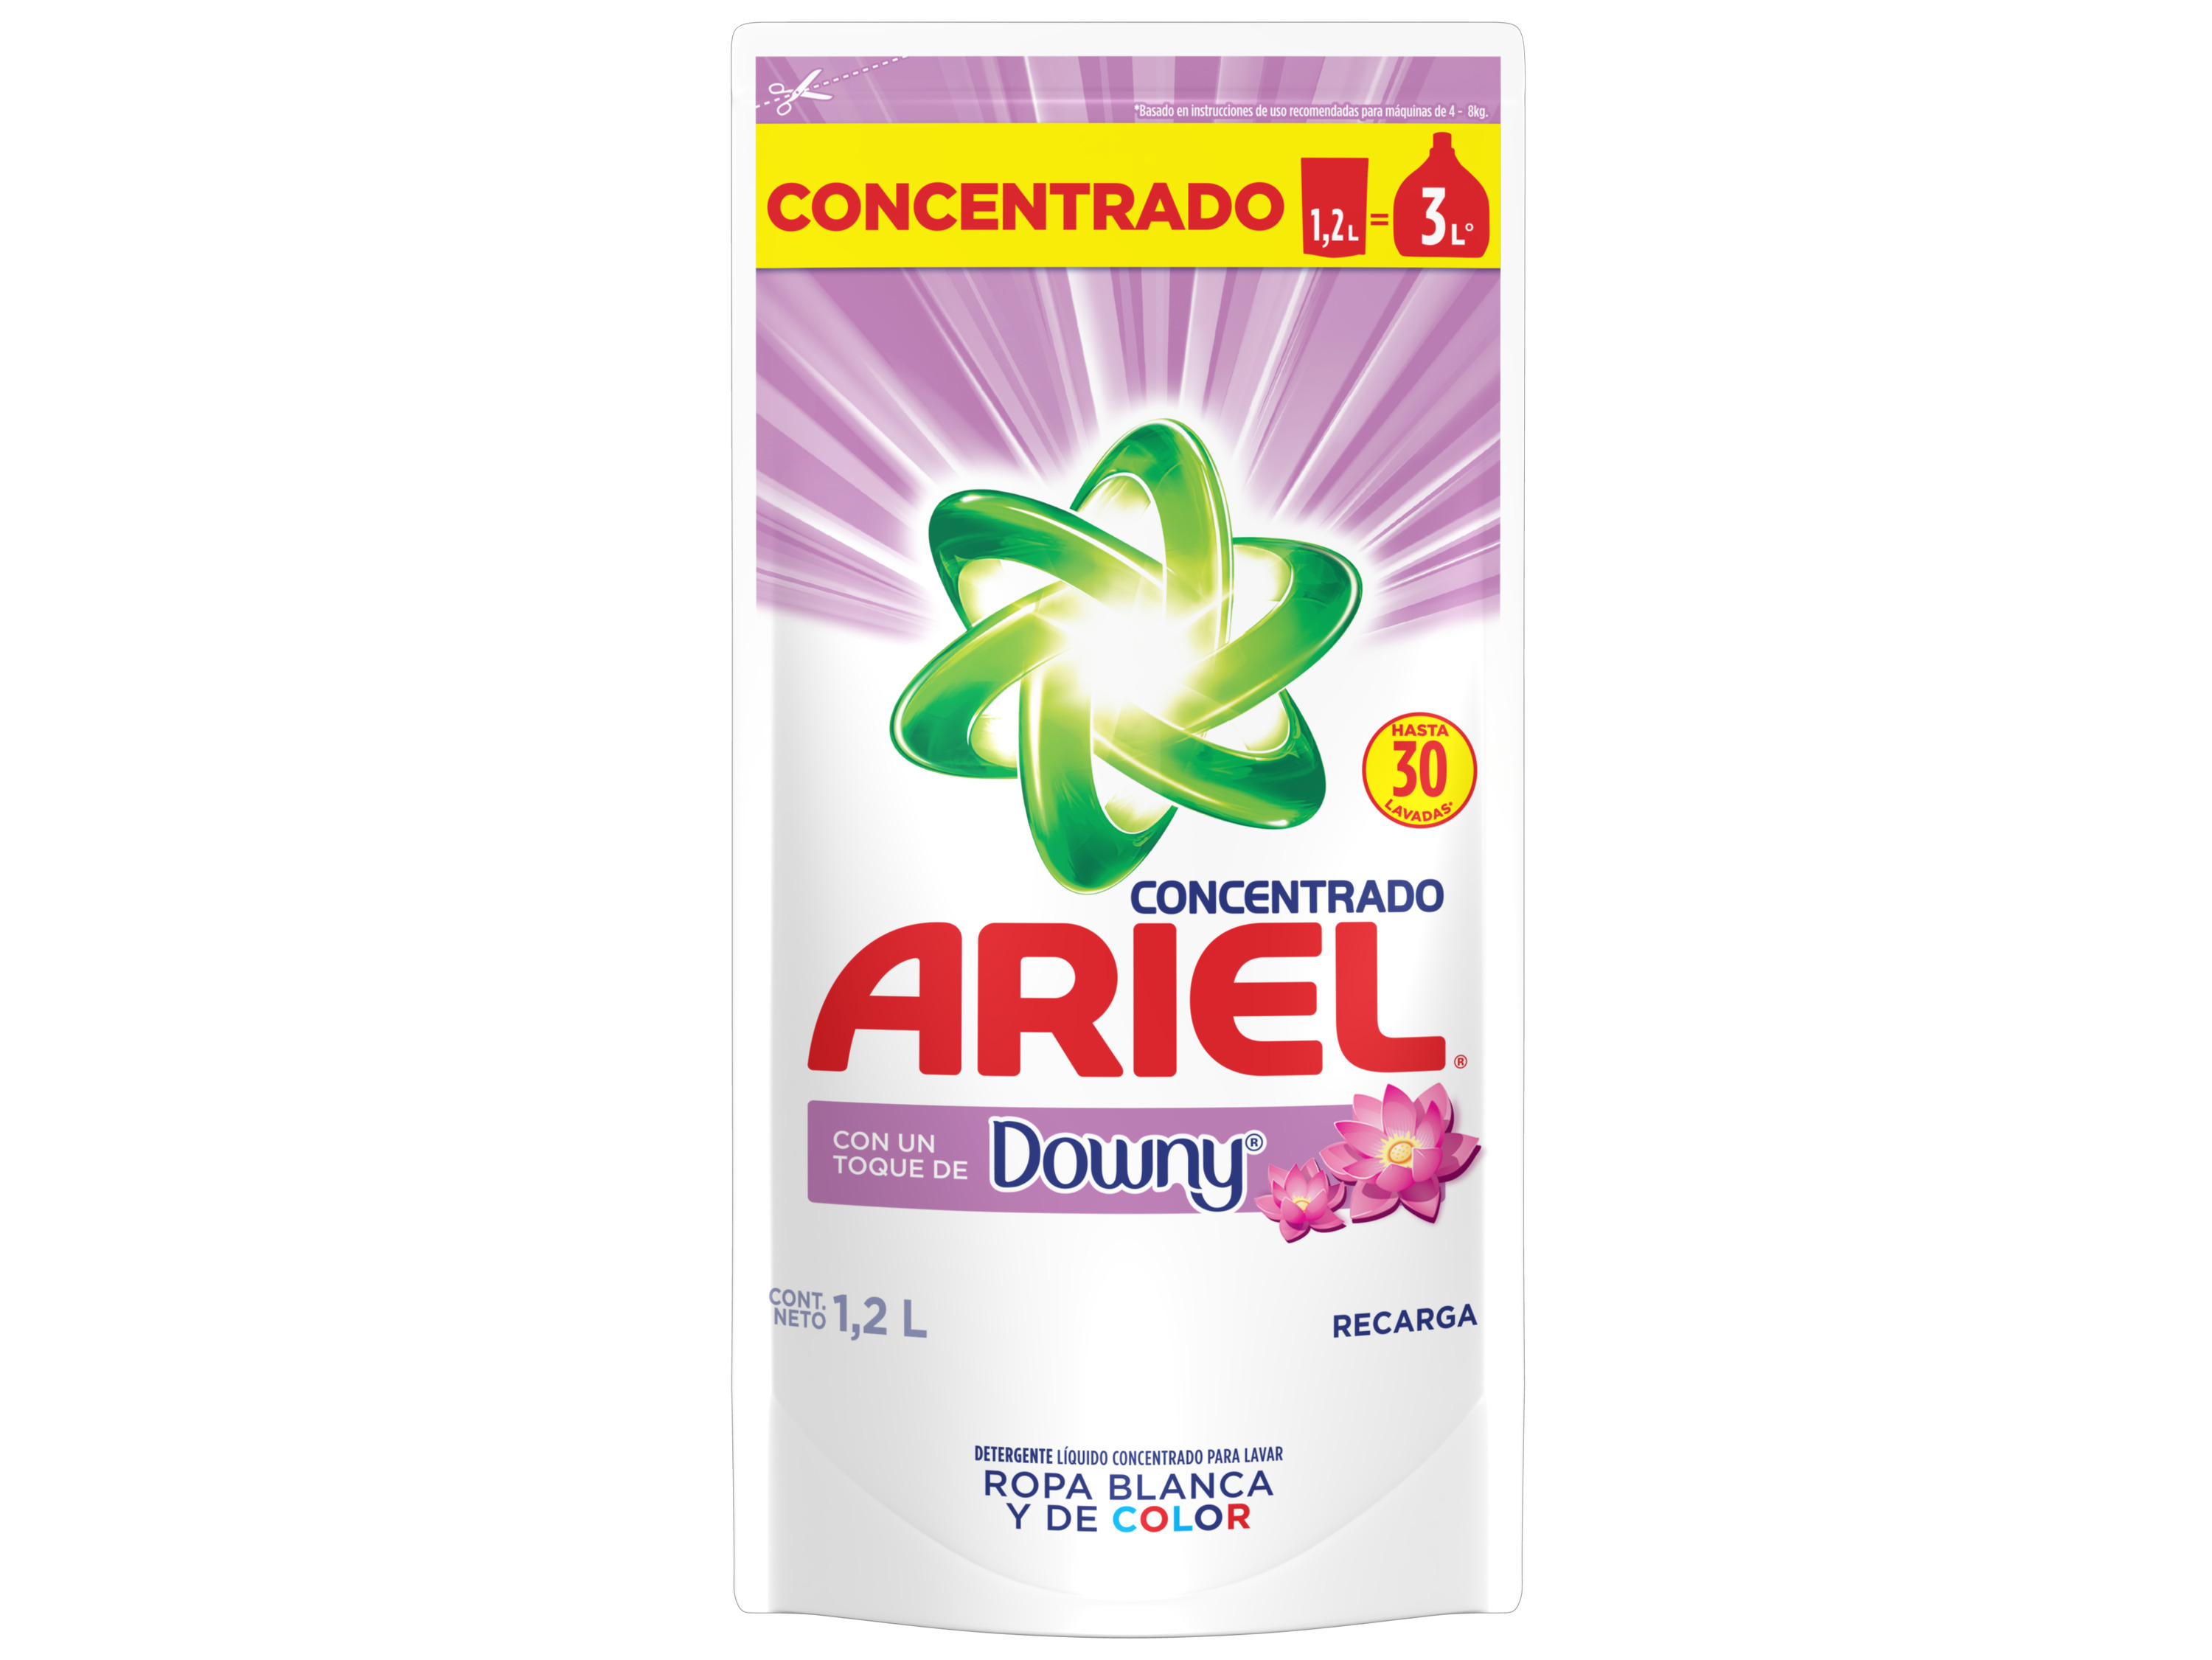 *Basado en instrucciones de uso recomendadas para máquinas de 4 - 8kg.
CONCENTRADO 1,2 L = 3 L°
HASTA
30
LAVADAS*
CONCENTRADO
ARIEL®
CON UN
TOQUE DE
Downy®
CONT.
NETO 1,2 L
RECARGA
DETERGENTE LÍQUIDO CONCENTRADO PARA LAVAR
ROPA BLANCA
Y DE COLOR